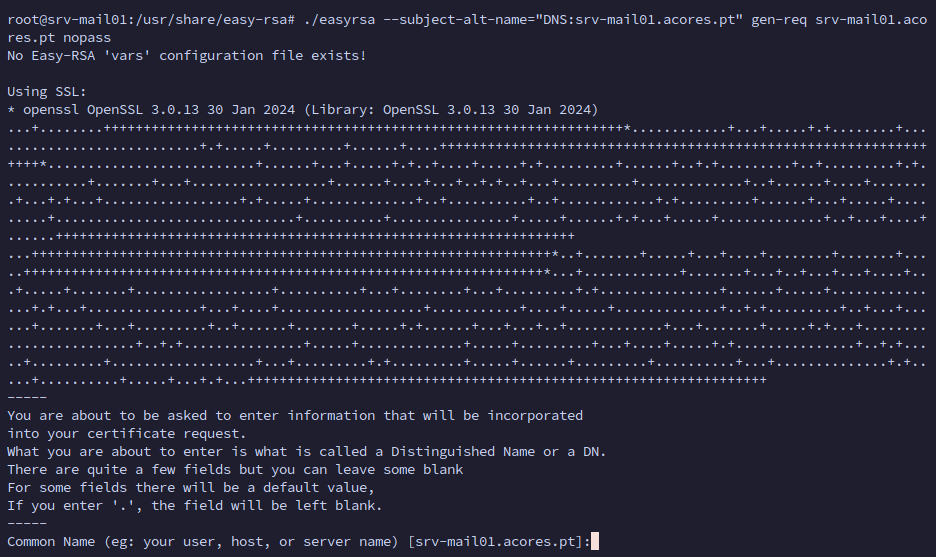 root@srv-mail01:/usr/share/easy-rsa# ./easyrsa --subject-alt-name="DNS:srv-mail01.acores.pt" gen-req srv-mail01.aco
res.pt nopass
No Easy-RSA 'vars' configuration file exists!
Using SSL:
* openssl OpenSSL 3.0.13 30 Jan 2024 (Library: OpenSSL 3.0.13 30 Jan 2024)
-----
You are about to be asked to enter information that will be incorporated
into your certificate request.
What you are about to enter is what is called a Distinguished Name or a DN.
There are quite a few fields but you can leave some blank
For some fields there will be a default value,
If you enter '.', the field will be left blank.
-----
Common Name (eg: your user, host, or server name) [srv-mail01.acores.pt]: